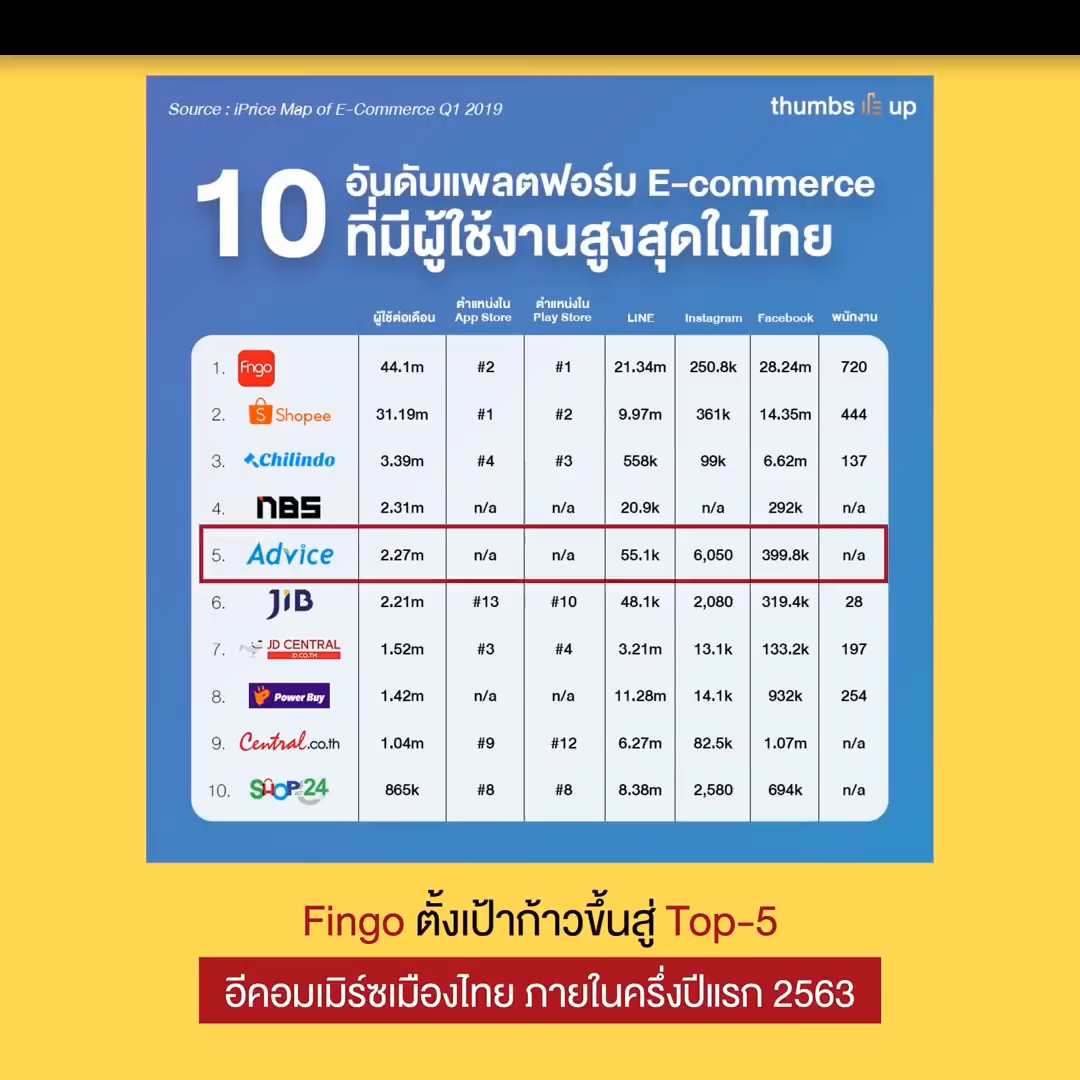 Source : iPrice Map of E-Commerce Q1 2019
thumbs up
10 อันดับแพลตฟอร์ม E-commerce
ที่มีผู้ใช้งานสูงสุดในไทย
ผู้ใช้ต่อเดือน ตำแหน่งใน App Store ตำแหน่งใน Play Store LINE Instagram Facebook พนักงาน
1. Fngo 44.1m #2 #1 21.34m 250.8k 28.24m 720
2. Shopee 31.19m #1 #2 9.97m 361k 14.35m 444
3. Chilindo 3.39m #4 #3 558k 99k 6.62m 137
4. NBS 2.31m n/a n/a 20.9k n/a 292k n/a
5. Advice 2.27m n/a n/a 55.1k 6,050 399.8k n/a
6. JIB 2.21m #13 #10 48.1k 2,080 319.4k 28
7. JD CENTRAL JD.CO.TH 1.52m #3 #4 3.21m 13.1k 133.2k 197
8. Power Buy 1.42m n/a n/a 11.28m 14.1k 932k 254
9. Central.co.th 1.04m #9 #12 6.27m 82.5k 1.07m n/a
10. SHOP 24 865k #8 #8 8.38m 2,580 694k n/a
Fingo ตั้งเป้าก้าวขึ้นสู่ Top-5
อีคอมเมิร์ซเมืองไทย ภายในครึ่งปีแรก 2563